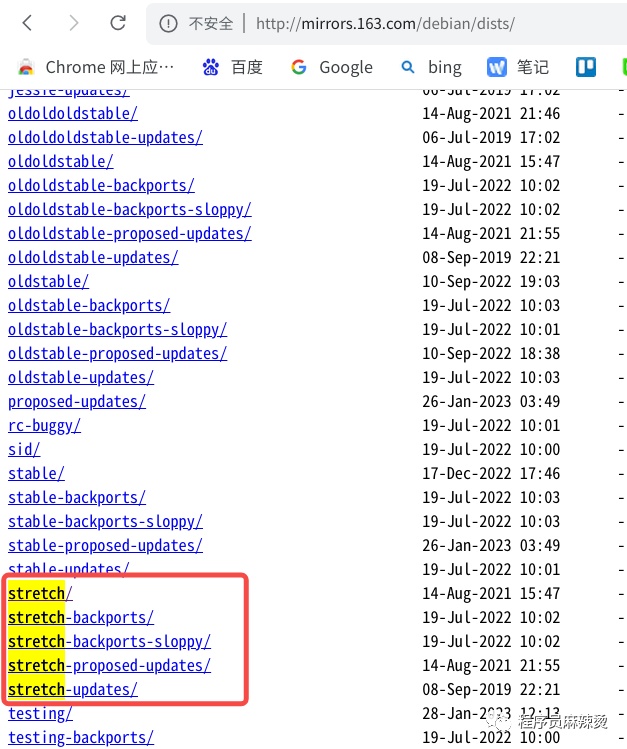 不安全 | http://mirrors.163.com/debian/dists/
Chrome 网上应… 百度 Google bing 笔记
jessie-updates/ 06-Jul-2019 17:02 -
oldoldoldstable/ 14-Aug-2021 21:46 -
oldoldstable-updates/ 06-Jul-2019 17:02 -
oldoldstable/ 14-Aug-2021 15:47 -
oldoldstable-backports/ 19-Jul-2022 10:02 -
oldoldstable-backports-sloppy/ 19-Jul-2022 10:02 -
oldoldstable-proposed-updates/ 14-Aug-2021 21:55 -
oldoldstable-updates/ 08-Sep-2019 22:21 -
oldstable/ 10-Sep-2022 19:03 -
oldstable-backports/ 19-Jul-2022 10:02 -
oldstable-backports-sloppy/ 19-Jul-2022 10:01 -
oldstable-proposed-updates/ 10-Sep-2022 18:38 -
oldstable-updates/ 19-Jul-2022 10:03 -
proposed-updates/ 26-Jan-2023 03:49 -
rc-buggy/ 19-Jul-2022 10:01 -
sid/ 19-Jul-2022 10:00 -
stable/ 17-Dec-2022 17:46 -
stable-backports/ 19-Jul-2022 10:03 -
stable-backports-sloppy/ 19-Jul-2022 10:03 -
stable-proposed-updates/ 26-Jan-2023 03:49 -
stable-updates/ 19-Jul-2022 10:01 -
stretch/ 14-Aug-2021 15:47 -
stretch-backports/ 19-Jul-2022 10:02 -
stretch-backports-sloppy/ 19-Jul-2022 10:02 -
stretch-proposed-updates/ 14-Aug-2021 21:55 -
stretch-updates/ 08-Sep-2019 22:21 -
testing/ 28-Jan-2023 12:13 -
程序员麻辣烫
testing-backports/ 19-Jul-2022 10:00 -